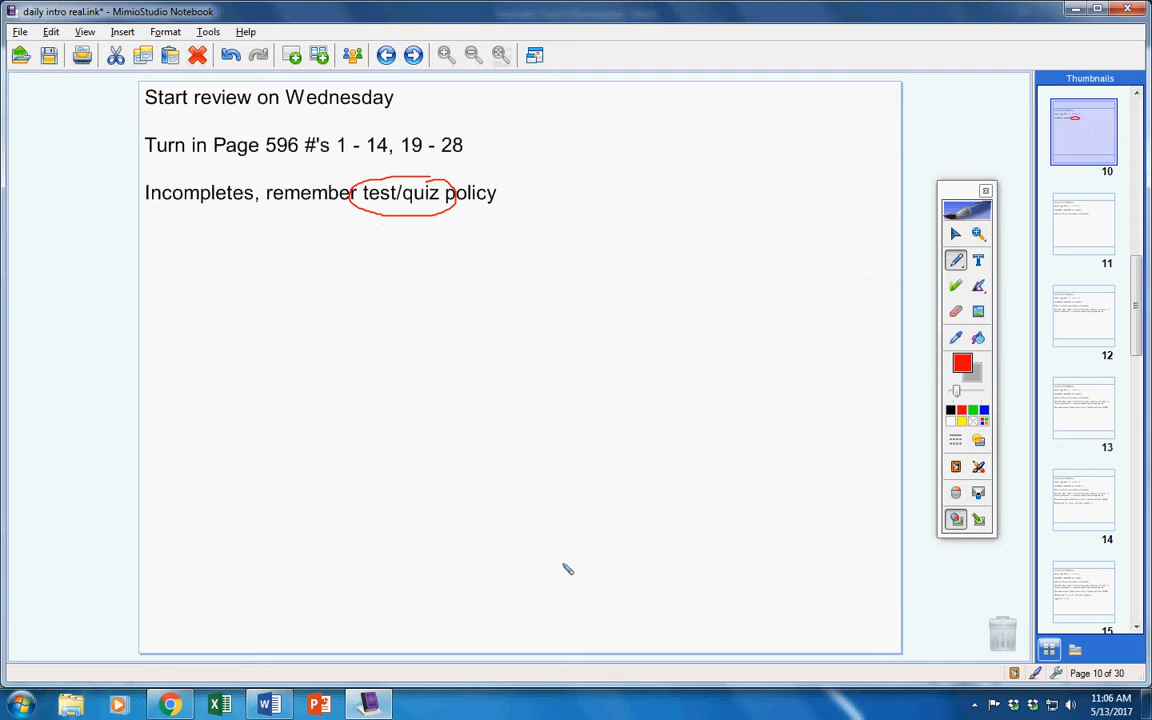 daily intro real.ink* - MimioStudio Notebook
File Edit View Insert Format Tools Help
Start review on Wednesday
Turn in Page 596 #'s 1 - 14, 19 - 28
Incompletes, remember test/quiz policy
Thumbnails
10
11
12
13
14
15
Page 10 of 30
11:06 AM
5/13/2017